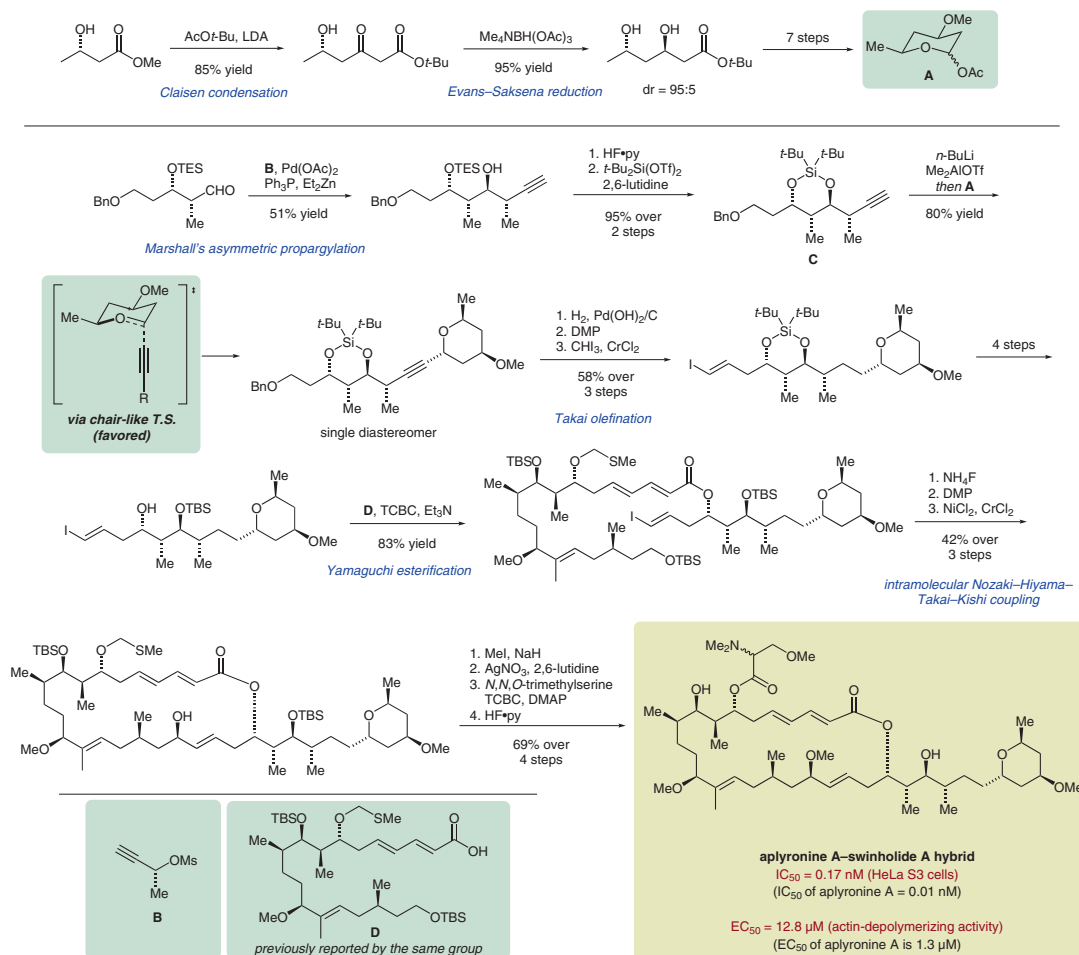 OH
O
OMe
AcOt-Bu, LDA
85% yield
Claisen condensation
OH
O
O
Ot-Bu
Me4NBH(OAc)3
95% yield
Evans–Saksena reduction
OH
OH
O
Ot-Bu
dr = 95:5
7 steps
OMe
Me
O
OAc
A
OTES
CHO
BnO
Me
B, Pd(OAc)2
Ph3P, Et2Zn
51% yield
Marshall's asymmetric propargylation
OTES
OH
BnO
Me
Me
1. HF•py
2. t-Bu2Si(OTf)2
2,6-lutidine
95% over
2 steps
t-Bu
t-Bu
Si
O
O
BnO
Me
Me
C
n-BuLi
Me2AlOTf
then A
80% yield
OMe
Me
O
R
‡
via chair-like T.S.
(favored)
t-Bu
t-Bu
Si
O
O
BnO
Me
Me
Me
O
OMe
single diastereomer
1. H2, Pd(OH)2/C
2. DMP
3. CHI3, CrCl2
58% over
3 steps
Takai olefination
t-Bu
t-Bu
Si
O
O
I
Me
Me
Me
O
OMe
4 steps
OH
OTBS
I
Me
Me
Me
O
OMe
D, TCBC, Et3N
83% yield
Yamaguchi esterification
TBSO
O
SMe
Me
Me
O
O
I
OTBS
Me
Me
Me
O
OMe
MeO
Me
OTBS
1. NH4F
2. DMP
3. NiCl2, CrCl2
42% over
3 steps
intramolecular Nozaki–Hiyama–
Takai–Kishi coupling
TBSO
O
SMe
Me
Me
O
O
Me
OH
OTBS
MeO
Me
Me
Me
O
OMe
1. MeI, NaH
2. AgNO3, 2,6-lutidine
3. N,N,O-trimethylserine
TCBC, DMAP
4. HF•py
69% over
4 steps
Me2N
OMe
OH
O
O
Me
Me
O
O
Me
OMe
OH
MeO
Me
Me
Me
O
OMe
aplyronine A–swinholide A hybrid
IC50 = 0.17 nM (HeLa S3 cells)
(IC50 of aplyronine A = 0.01 nM)
EC50 = 12.8 µM (actin-depolymerizing activity)
(EC50 of aplyronine A is 1.3 µM)
OMs
Me
B
TBSO
O
SMe
Me
Me
O
OH
MeO
Me
OTBS
D
previously reported by the same group